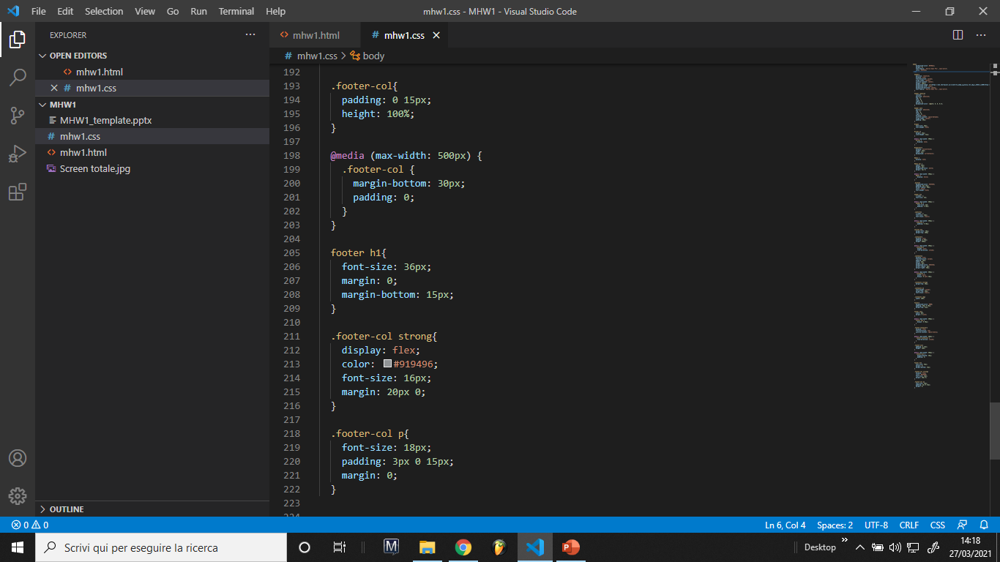 File Edit Selection View Go Run Terminal Help
mhw1.css - MHW1 - Visual Studio Code
EXPLORER
OPEN EDITORS
mhw1.html
# mhw1.css
MHW1
MHW1_template.pptx
# mhw1.css
mhw1.html
Screen totale.jpg
OUTLINE
mhw1.html
# mhw1.css
# mhw1.css > body
192
193 .footer-col{
194 padding: 0 15px;
195 height: 100%;
196 }
197
198 @media (max-width: 500px) {
199 .footer-col {
200 margin-bottom: 30px;
201 padding: 0;
202 }
203 }
204
205 footer h1{
206 font-size: 36px;
207 margin: 0;
208 margin-bottom: 15px;
209 }
210
211 .footer-col strong{
212 display: flex;
213 color: #919496;
214 font-size: 16px;
215 margin: 20px 0;
216 }
217
218 .footer-col p{
219 font-size: 18px;
220 padding: 3px 0 15px;
221 margin: 0;
222 }
223
0 0
Ln 6, Col 4 Spaces: 2 UTF-8 CRLF CSS
Scrivi qui per eseguire la ricerca
M
Desktop
14:18
27/03/2021